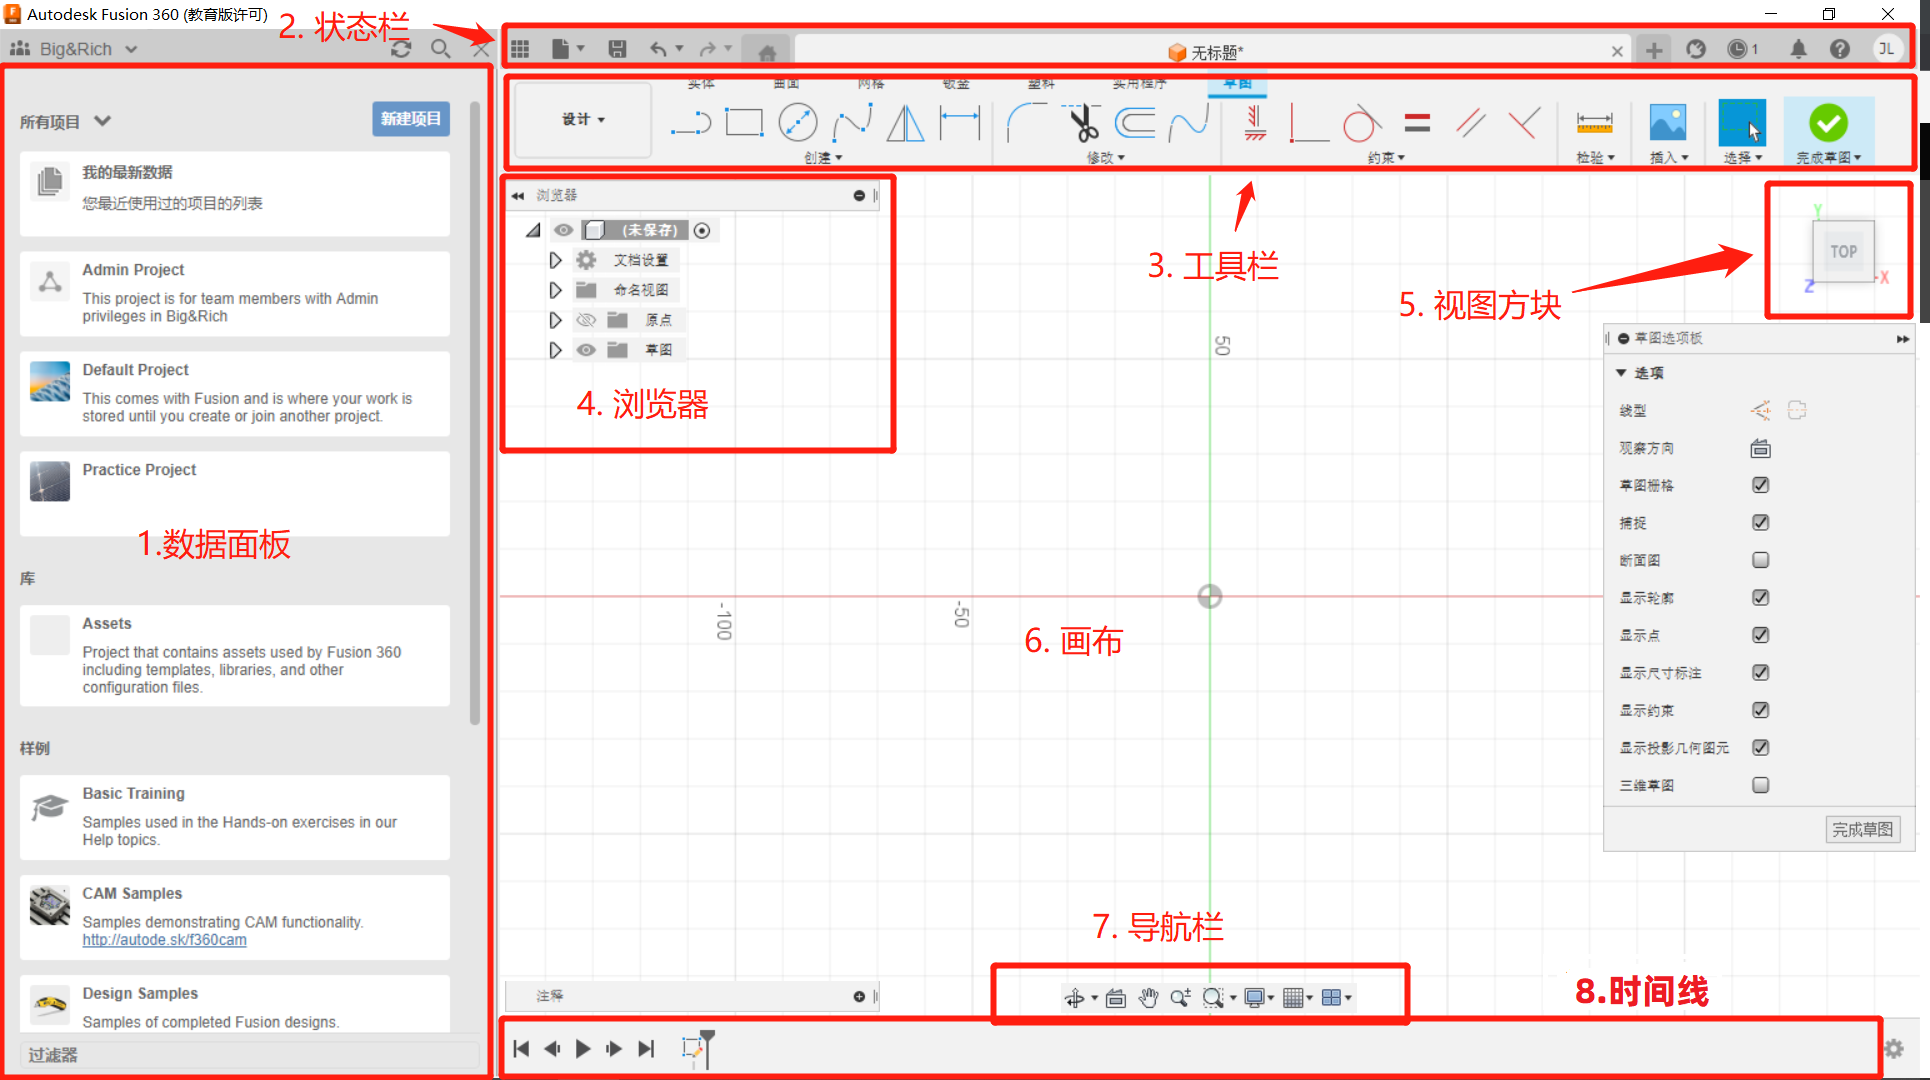 Autodesk Fusion 360 (教育版许可)
2. 状态栏
Big&Rich
无标题*
1
JL
实体 曲面 网格 钣金 塑料 实用程序 草图
设计
创建 修改 约束 检验 插入 选择 完成草图
所有项目
新建项目
我的最新数据
您最近使用过的项目的列表
Admin Project
This project is for team members with Admin
privileges in Big&Rich
Default Project
This comes with Fusion and is where your work is
stored until you create or join another project.
Practice Project
1.数据面板
库
Assets
Project that contains assets used by Fusion 360
including templates, libraries, and other
configuration files.
样例
Basic Training
Samples used in the Hands-on exercises in our
Help topics.
CAM Samples
Samples demonstrating CAM functionality.
http://autode.sk/f360cam
Design Samples
Samples of completed Fusion designs.
过滤器
浏览器
(未保存)
文档设置
命名视图
原点
草图
4. 浏览器
3. 工具栏
5. 视图方块
Y
TOP
Z
X
50
-100
-50
6. 画布
草图选项板
选项
线型
观察方向
草图栅格
捕捉
断面图
显示轮廓
显示点
显示尺寸标注
显示约束
显示投影几何图元
三维草图
完成草图
7. 导航栏
8.时间线
注释